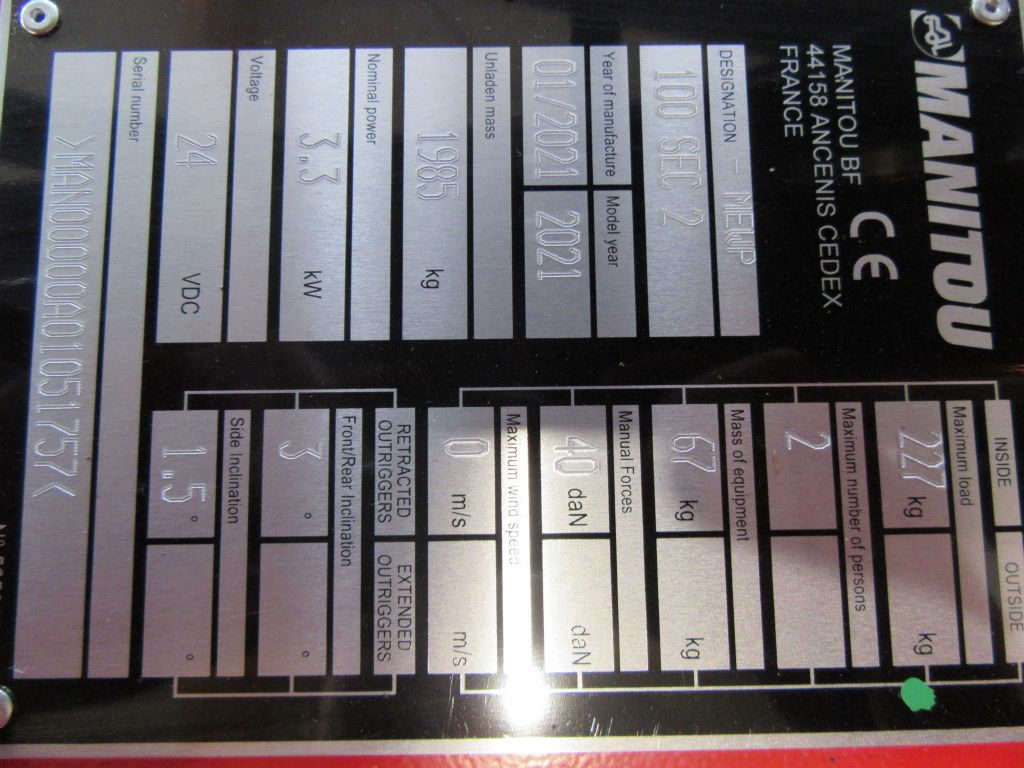 MANITOU
MANITOU BF
44158 ANCENIS CEDEX
FRANCE
CE
DESIGNATION - MEWP
100 SEC 2
Year of manufacture Model year
01/2021 2021
Unladen mass
1985 kg
Nominal power
3.3 kW
Voltage
24 VDC
Serial number
>MAN00000A01051757<
INSIDE OUTSIDE
Maximum load
227 kg kg
Maximum number of persons
2
Mass of equipment
67 kg kg
Manual Forces
40 daN daN
Maximum wind speed
0 m/s m/s
RETRACTED OUTRIGGERS EXTENDED OUTRIGGERS
Front/Rear Inclination
3 ° °
Side Inclination
1.5 ° °